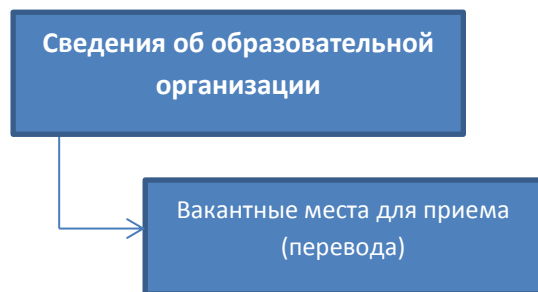 Сведения об образовательной
организации
Вакантные места для приема
(перевода)